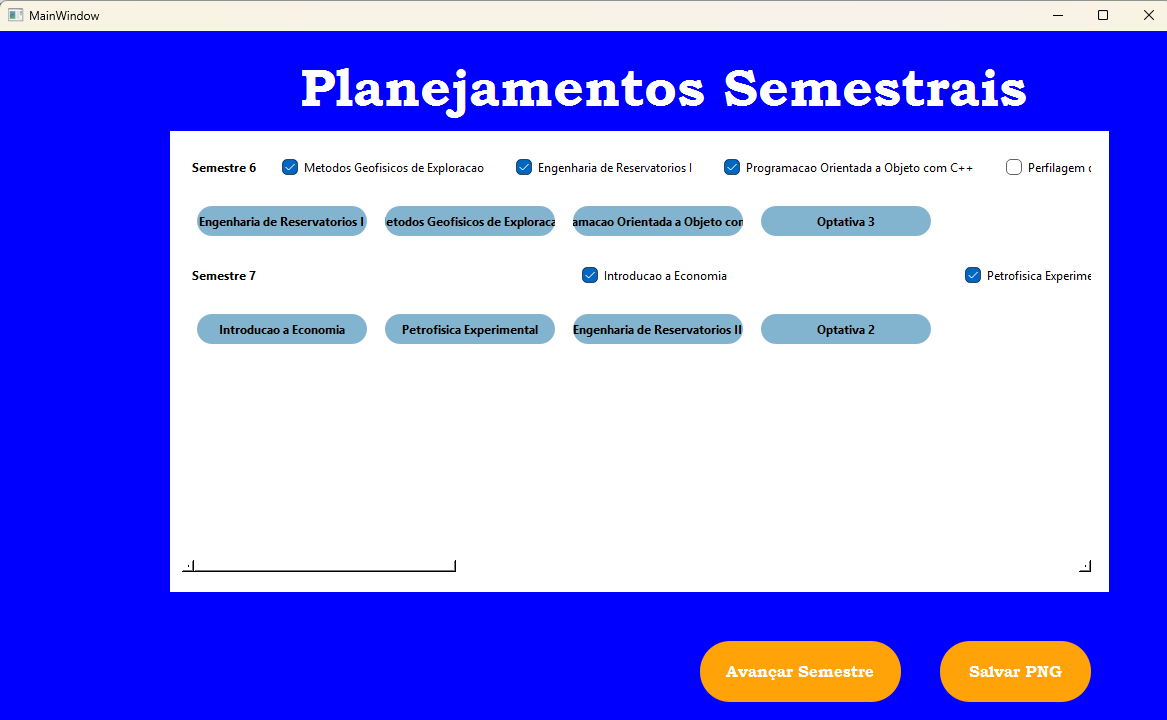 MainWindow
Planejamentos Semestrais
Semestre 6 Metodos Geofisicos de Exploracao Engenharia de Reservatorios I Programacao Orientada a Objeto com C++ Perfilagem
Engenharia de Reservatorios I etodos Geofisicos de Exploraca amacao Orientada a Objeto con Optativa 3
Semestre 7 Introducao a Economia Petrofisica Experime
Introducao a Economia Petrofisica Experimental Engenharia de Reservatorios II Optativa 2
Avançar Semestre Salvar PNG